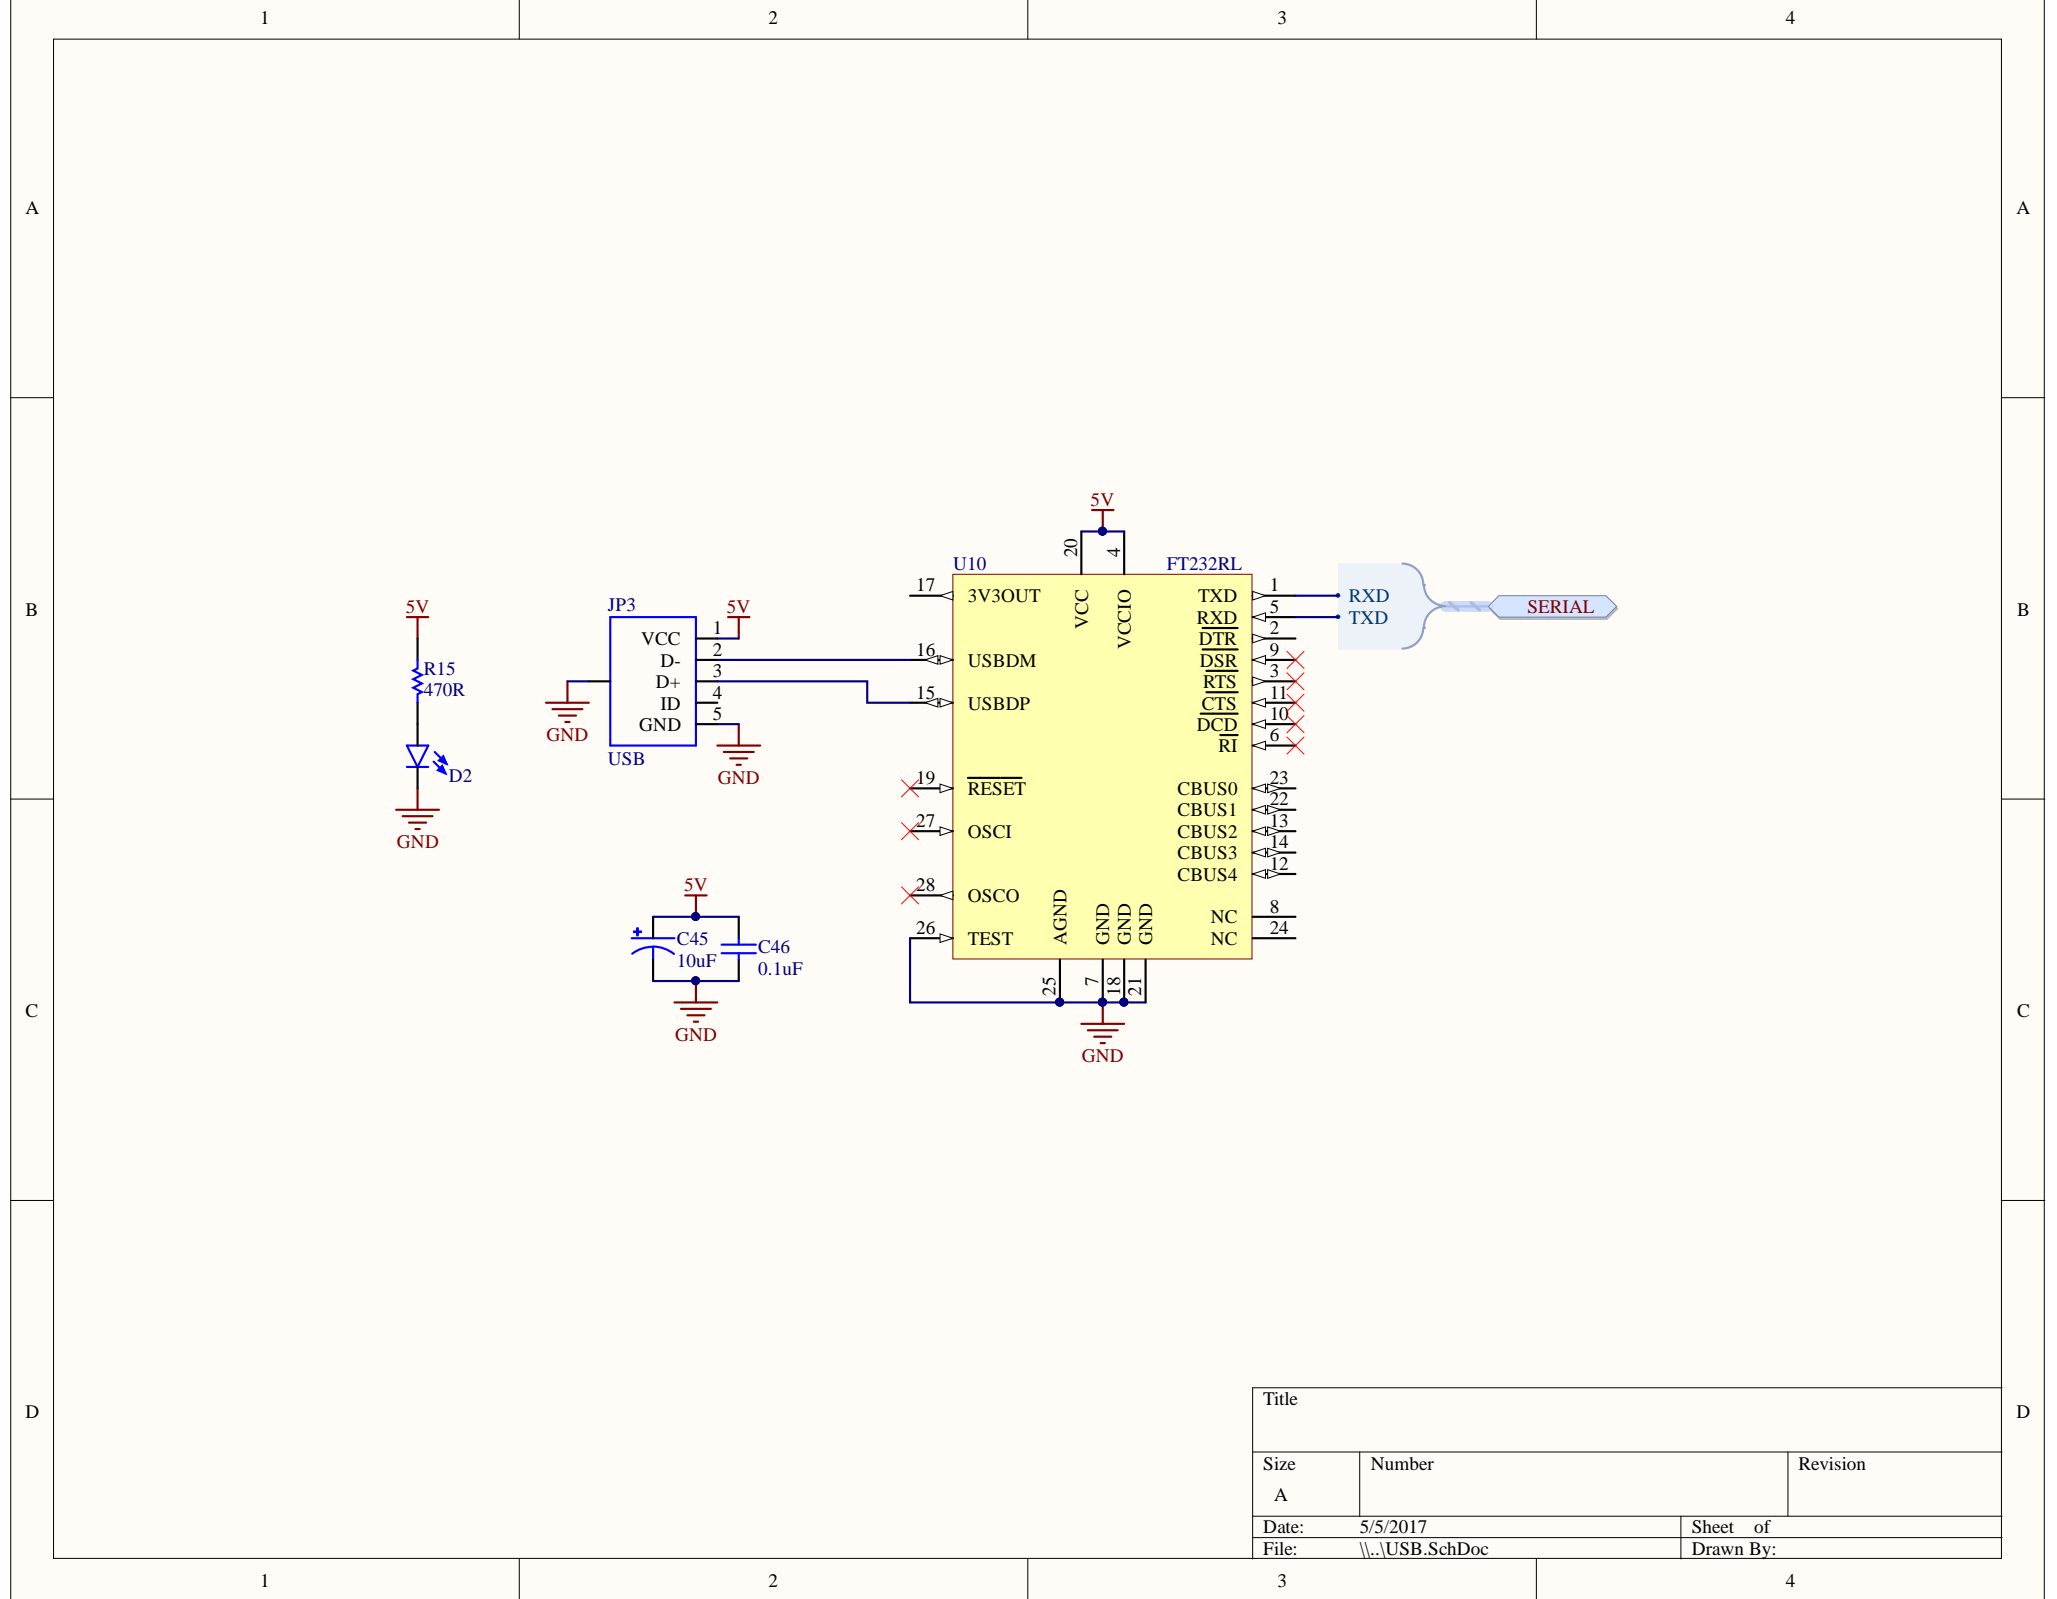 1 2 3 4
A A
B B
C C
D D
5V
R15
470R
D2
GND
JP3
5V
VCC 1
D- 2
D+ 3
ID 4
GND 5
USB
GND
GND
5V
C45
10uF
C46
0.1uF
GND
5V
20 4
U10 FT232RL
VCC VCCIO
17 3V3OUT
16 USBDM
15 USBDP
19 RESET
27 OSCI
28 OSCO
26 TEST
TXD 1
RXD 5
DTR 2
DSR 9
RTS 3
CTS 11
DCD 10
RI 6
CBUS0 23
CBUS1 22
CBUS2 13
CBUS3 14
CBUS4 12
NC 8
NC 24
AGND GND GND GND
25 7 18 21
GND
RXD
TXD
SERIAL
Title
Size Number Revision
A
Date: 5/5/2017 Sheet of
File: \\..\USB.SchDoc Drawn By:
1 2 3 4